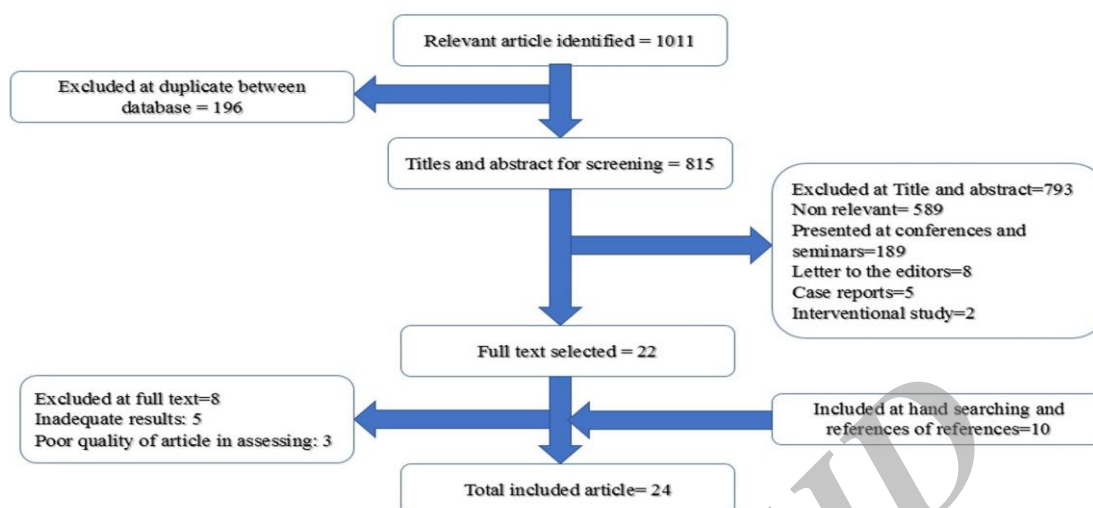 Relevant article identified = 1011
Excluded at duplicate between
database = 196
Titles and abstract for screening = 815
Excluded at Title and abstract=793
Non relevant= 589
Presented at conferences and
seminars=189
Letter to the editors=8
Case reports=5
Interventional study=2
Full text selected = 22
Excluded at full text=8
Inadequate results: 5
Poor quality of article in assessing: 3
Included at hand searching and
references of references=10
Total included article= 24